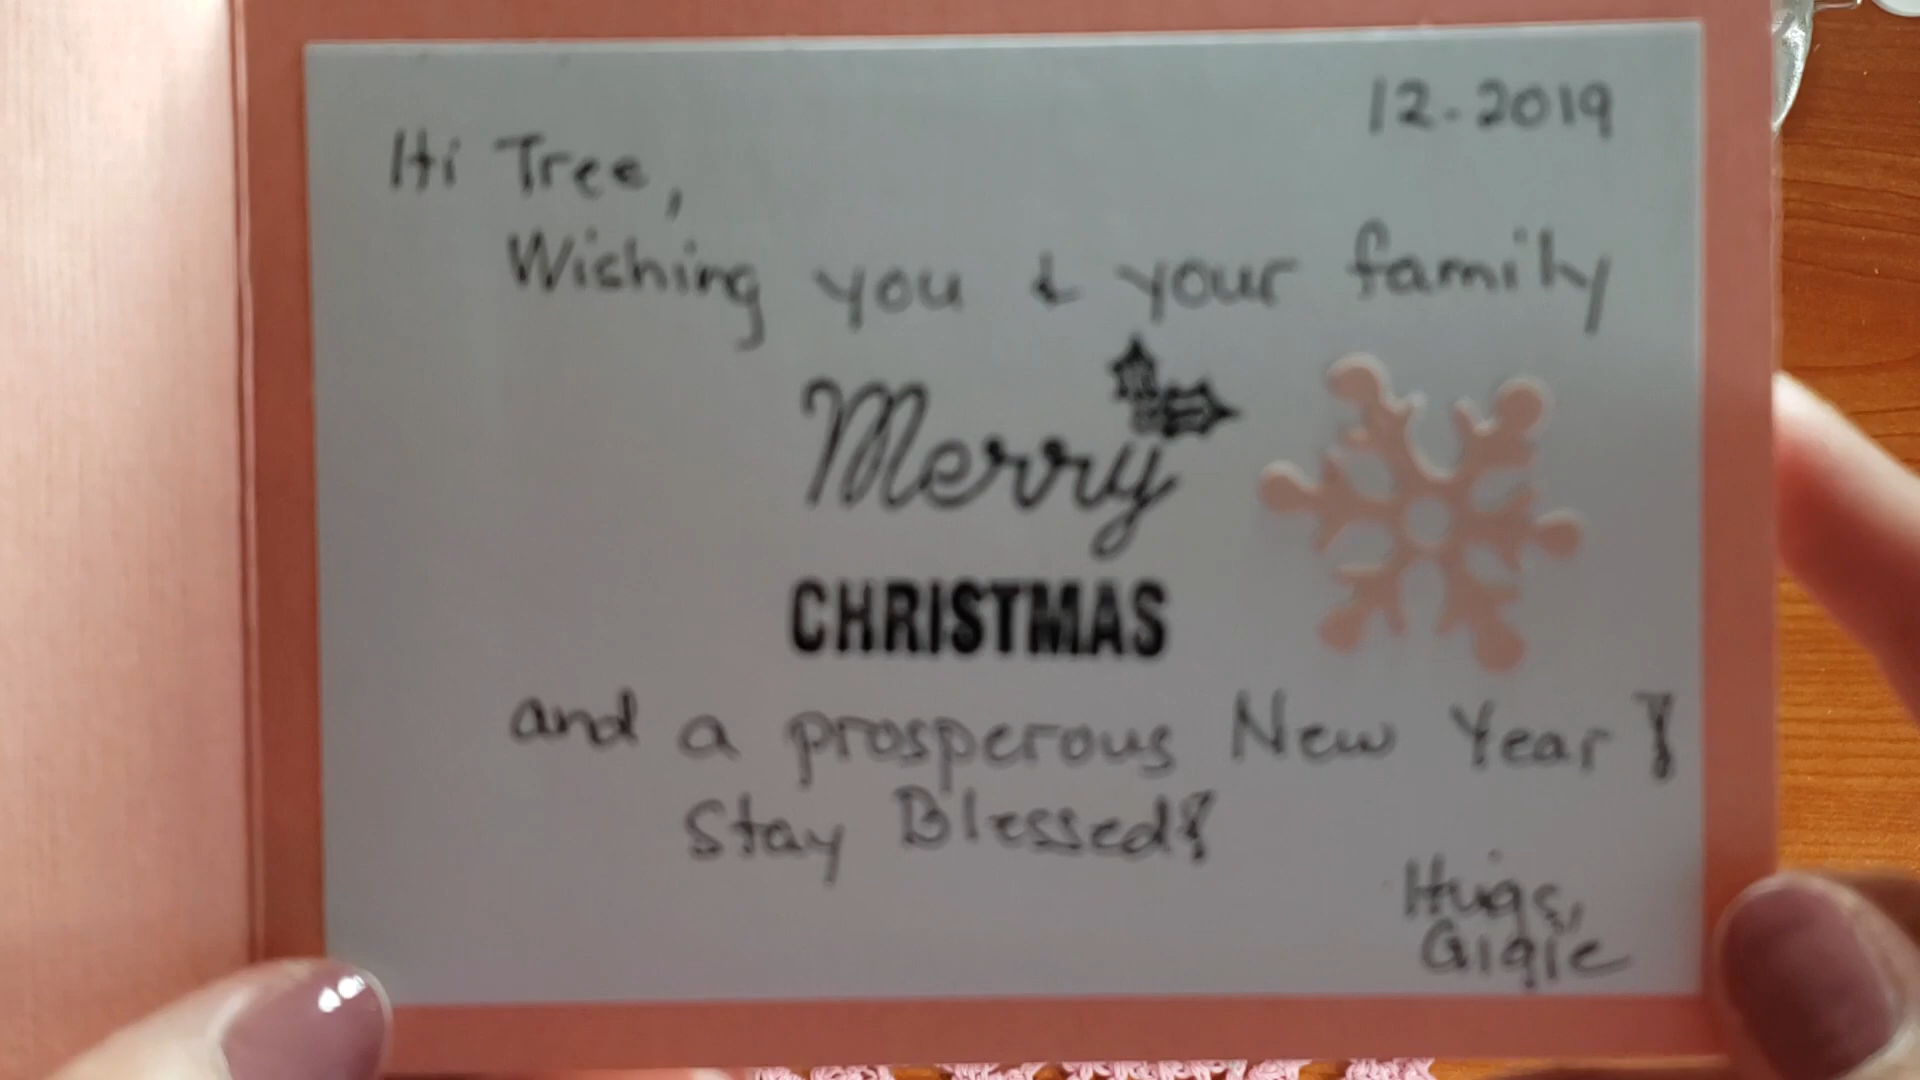 12-2019
Hi Tree,
Wishing you & your family
Merry
CHRISTMAS
and a prosperous New Year!
Stay Blessed!
Hugs,
Gigie